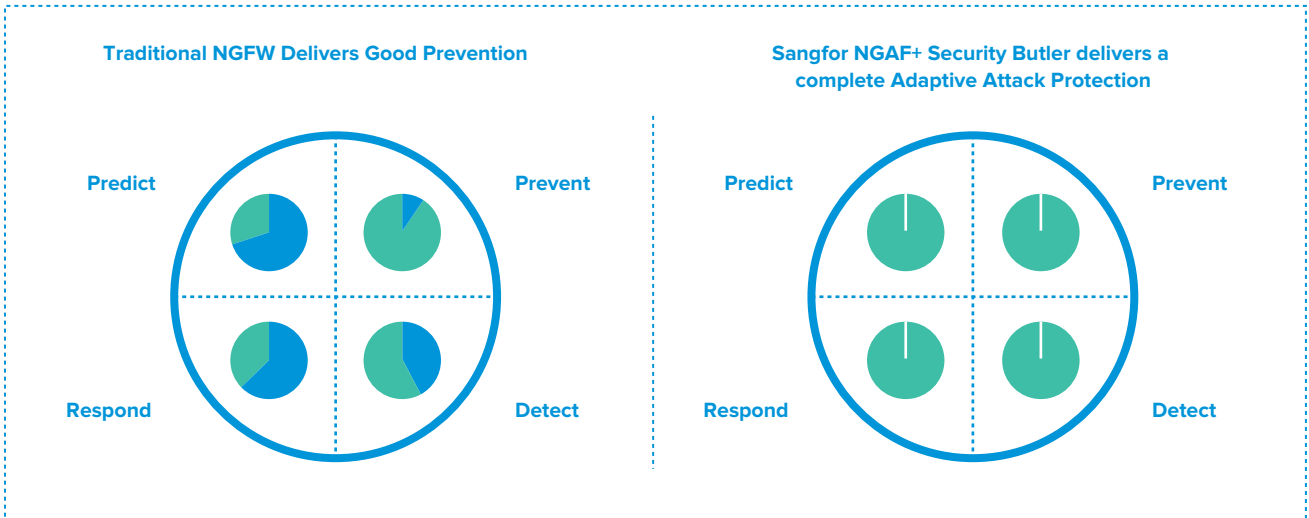 Traditional NGFW Delivers Good Prevention
Predict
Prevent
Respond
Detect
Sangfor NGAF+ Security Butler delivers a
complete Adaptive Attack Protection
Predict
Prevent
Respond
Detect